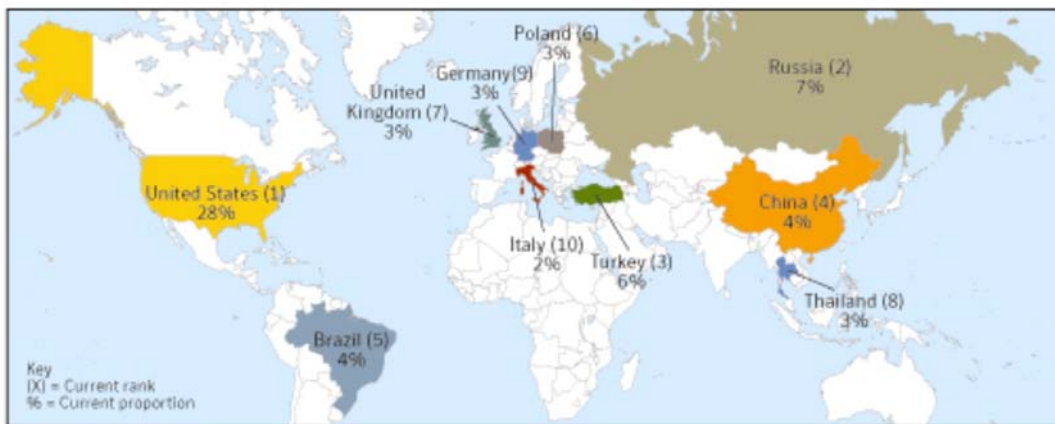 Poland (6)
3%
Germany(9)
3%
United
Kingdom (7)
3%
Russia (2)
7%
United States (1)
28%
China (4)
4%
Italy (10)
2%
Turkey (3)
6%
Thailand (8)
3%
Brazil (5)
4%
Key
(X) = Current rank
% = Current proportion